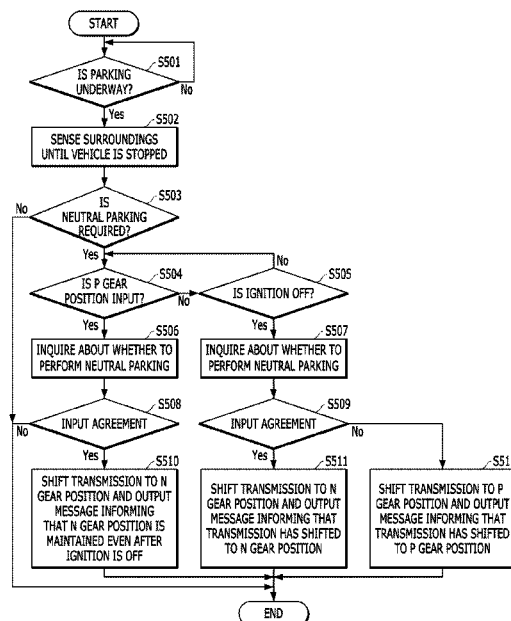 START
S501
IS PARKING
UNDERWAY?
No
Yes
S502
SENSE SURROUNDINGS
UNTIL VEHICLE IS STOPPED
S503
No
IS
NEUTRAL PARKING
REQUIRED?
Yes
No
S504
S505
IS P GEAR
POSITION INPUT?
No
IS IGNITION OFF?
Yes
Yes
S506
S507
INQUIRE ABOUT WHETHER TO
PERFORM NEUTRAL PARKING
INQUIRE ABOUT WHETHER TO
PERFORM NEUTRAL PARKING
S508
S509
No
INPUT AGREEMENT
INPUT AGREEMENT
No
Yes
Yes
S510
S511
S51
SHIFT TRANSMISSION TO N
GEAR POSITION AND OUTPUT
MESSAGE INFORMING
THAT N GEAR POSITION IS
MAINTAINED EVEN AFTER
IGNITION IS OFF
SHIFT TRANSMISSION TO N
GEAR POSITION AND OUTPUT
MESSAGE INFORMING THAT
TRANSMISSION HAS SHIFTED
TO N GEAR POSITION
SHIFT TRANSMISSION TO P
GEAR POSITION AND OUTPUT
MESSAGE INFORMING THAT
TRANSMISSION HAS SHIFTED
TO P GEAR POSITION
END